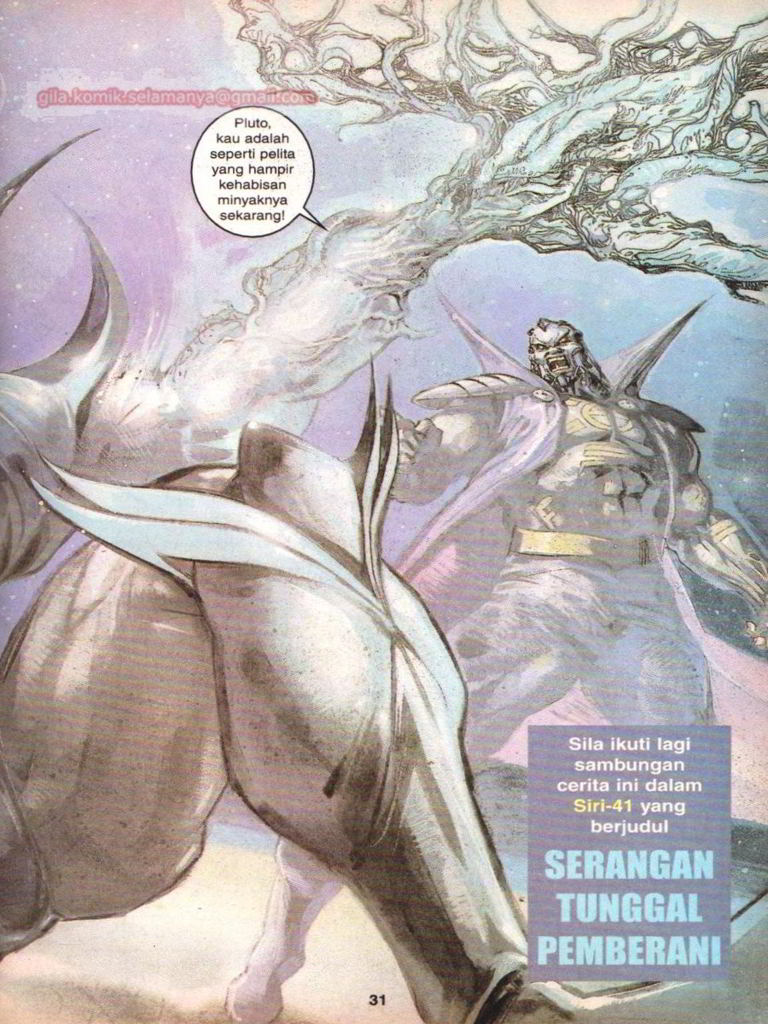 gila.komik.selamanya@gmail.com
Pluto,
kau adalah
seperti pelita
yang hampir
kehabisan
minyaknya
sekarang!
Sila ikuti lagi
sambungan
cerita ini dalam
Siri-41 yang
berjudul
SERANGAN
TUNGGAL
PEMBERANI
31